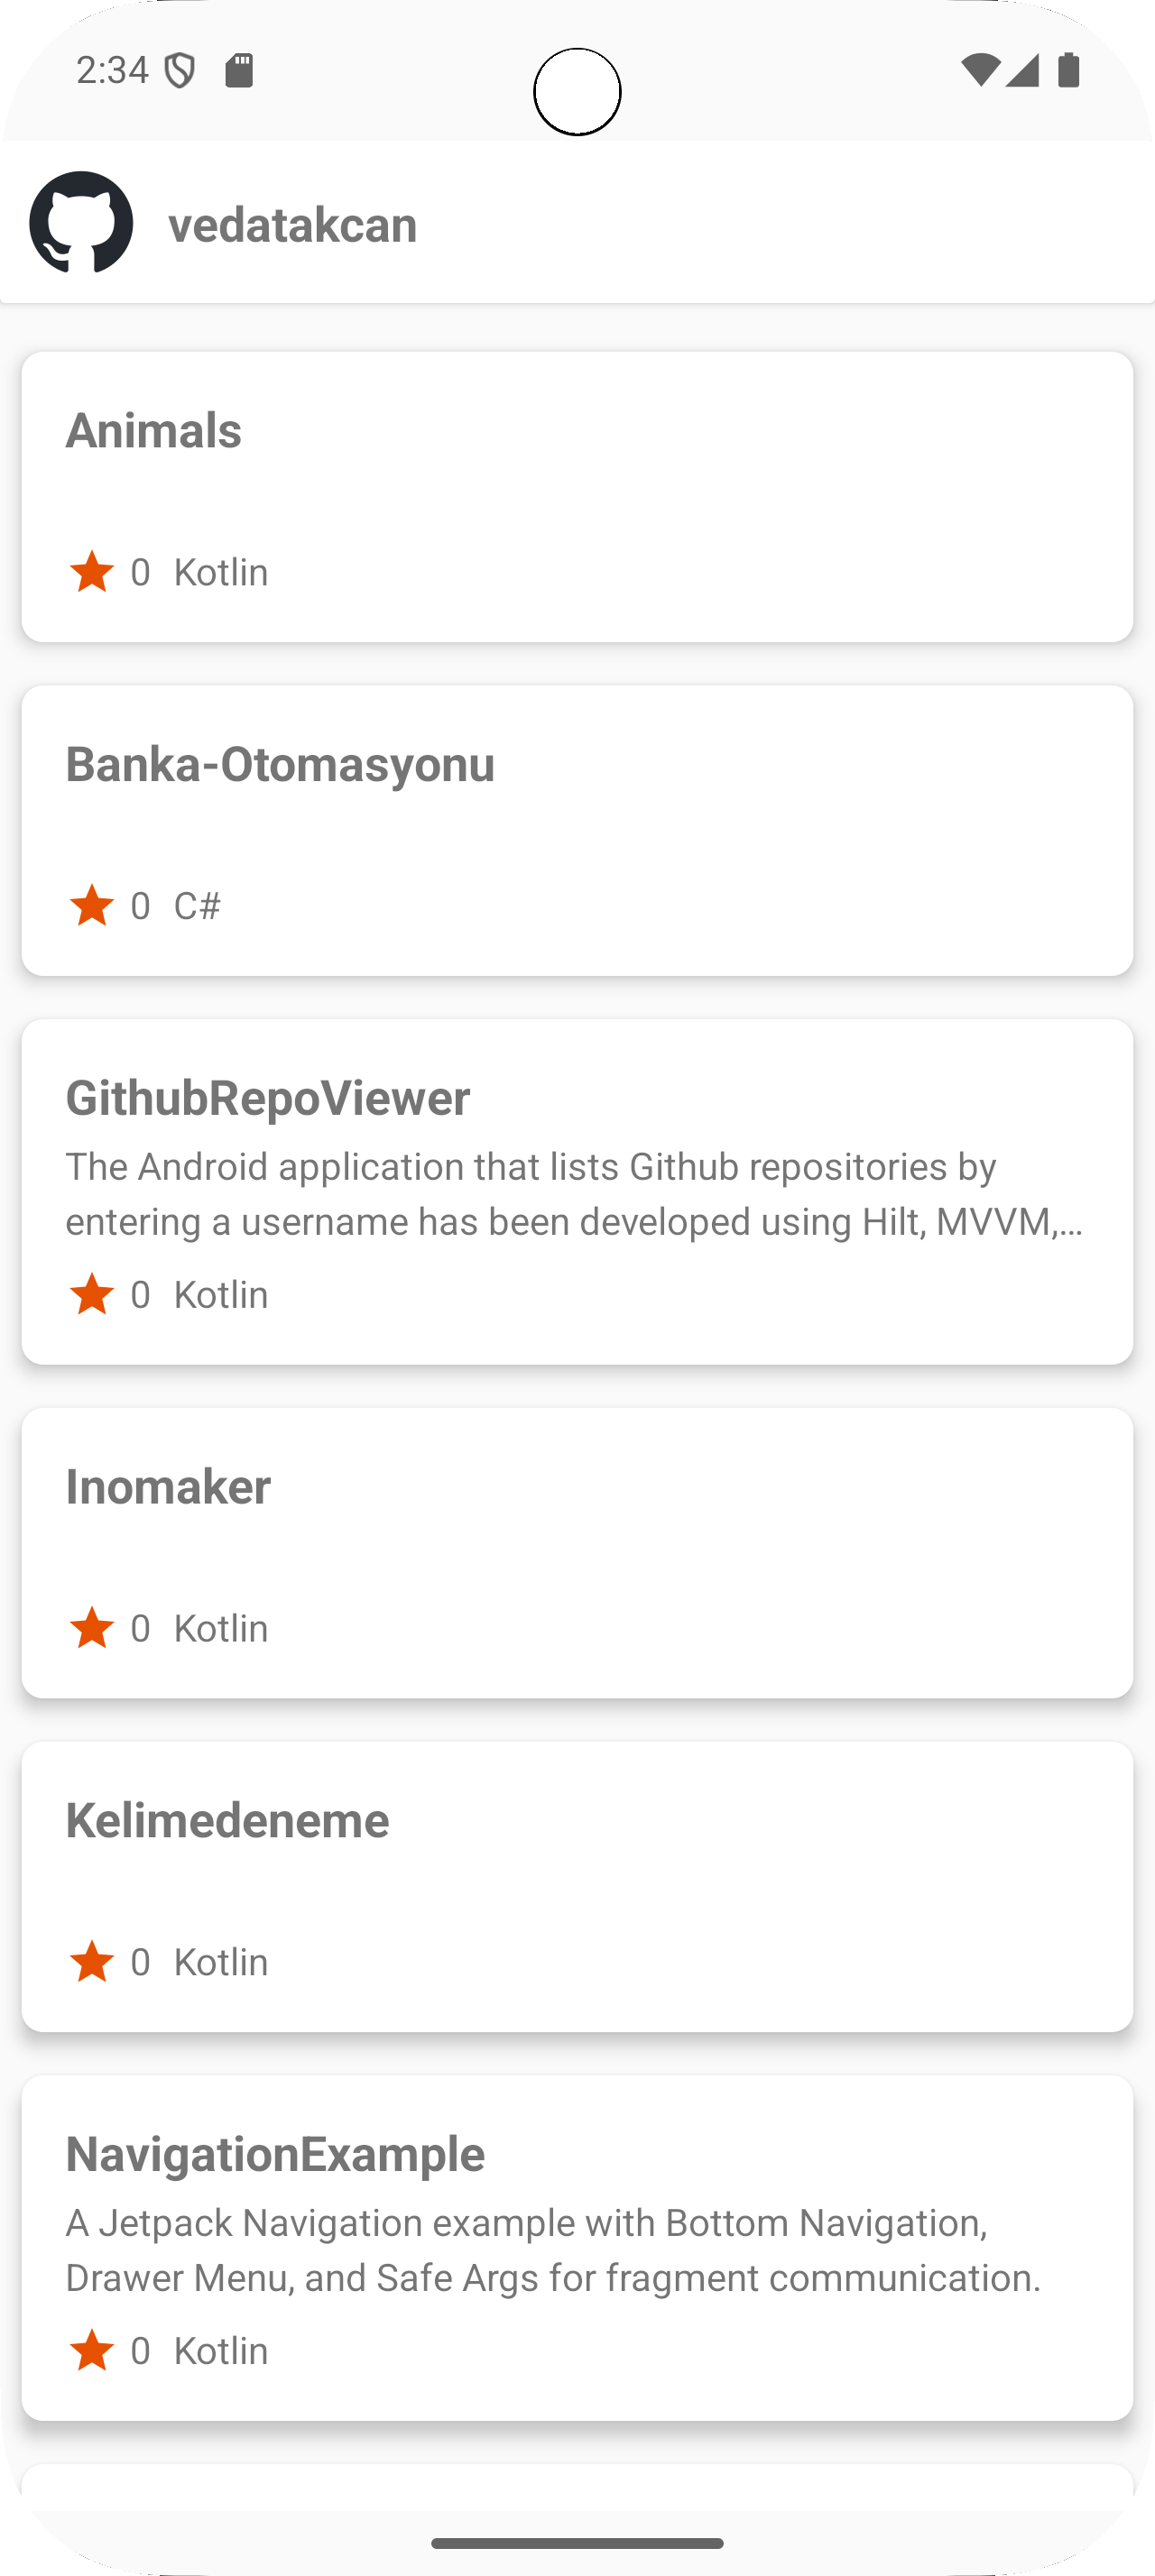 2:34
vedatakcan
Animals
0 Kotlin
Banka-Otomasyonu
0 C#
GithubRepoViewer
The Android application that lists Github repositories by
entering a username has been developed using Hilt, MVVM,...
0 Kotlin
Inomaker
0 Kotlin
Kelimedeneme
0 Kotlin
NavigationExample
A Jetpack Navigation example with Bottom Navigation,
Drawer Menu, and Safe Args for fragment communication.
0 Kotlin